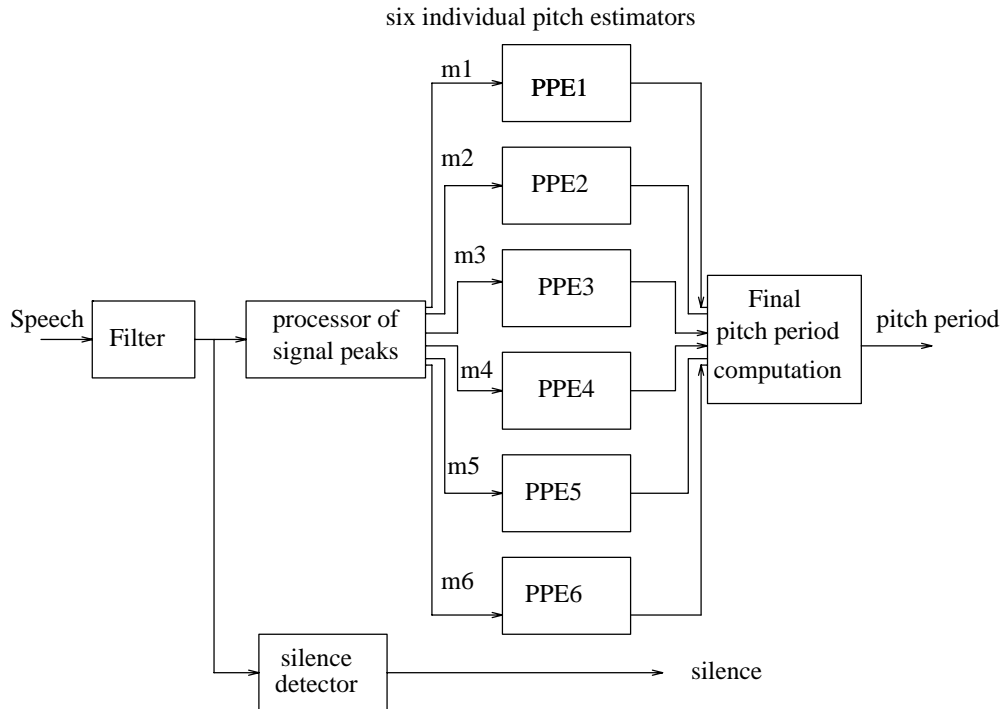 six individual pitch estimators
m1
PPE1
m2
PPE2
m3
PPE3
Speech
Filter
processor of
signal peaks
Final
pitch period
computation
pitch period
m4
PPE4
m5
PPE5
m6
PPE6
silence
detector
silence